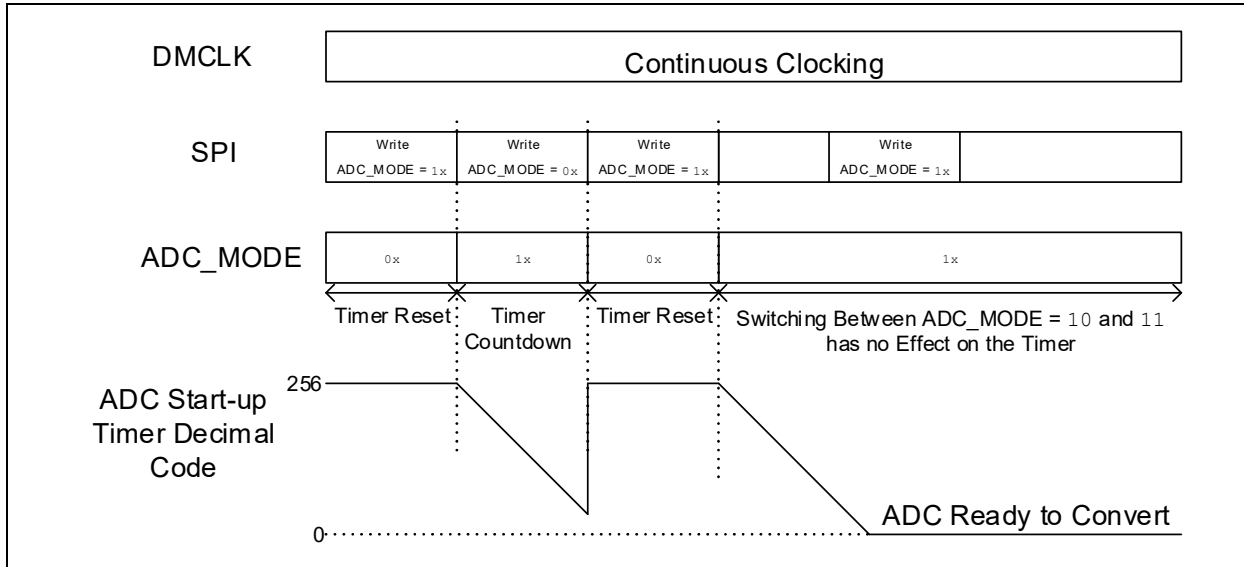 DMCLK
Continuous Clocking
SPI
Write
ADC_MODE = 1x
Write
ADC_MODE = 0x
Write
ADC_MODE = 1x
Write
ADC_MODE = 1x
ADC_MODE
0x
1x
0x
1x
Timer Reset
Timer
Countdown
Timer Reset
Switching Between ADC_MODE = 10 and 11
has no Effect on the Timer
ADC Start-up
Timer Decimal
Code
256
0
ADC Ready to Convert